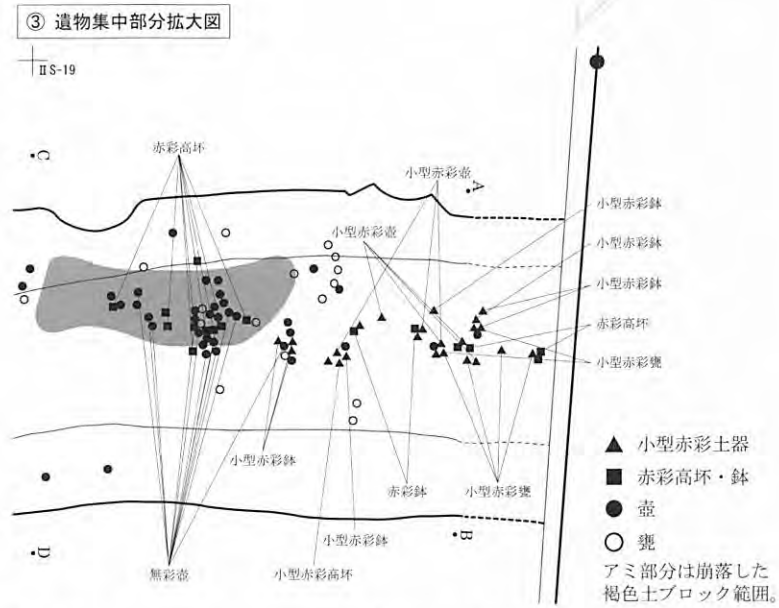 ③ 遺物集中部分拡大図
ⅡS-19
赤彩高坏
小型赤彩壺
C
A
小型赤彩鉢
小型赤彩壺
小型赤彩鉢
小型赤彩鉢
赤彩高坏
小型赤彩甕
小型赤彩鉢
赤彩鉢
小型赤彩甕
▲ 小型赤彩土器
■ 赤彩高坏・鉢
● 壺
○ 甕
B
D
小型赤彩鉢
無彩壺
小型赤彩高坏
アミ部分は崩落した
褐色土ブロック範囲。